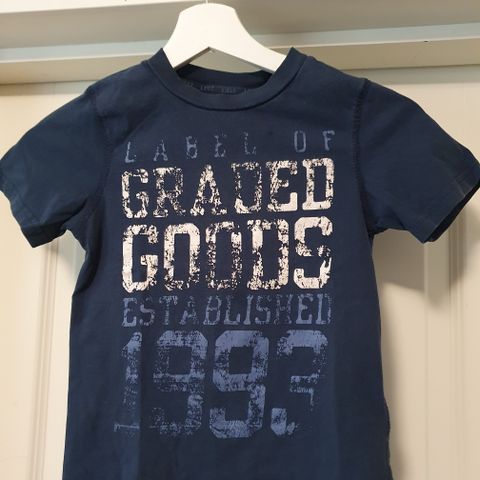 LABEL OF
GRADED
GOODS
ESTABLISHED
1993